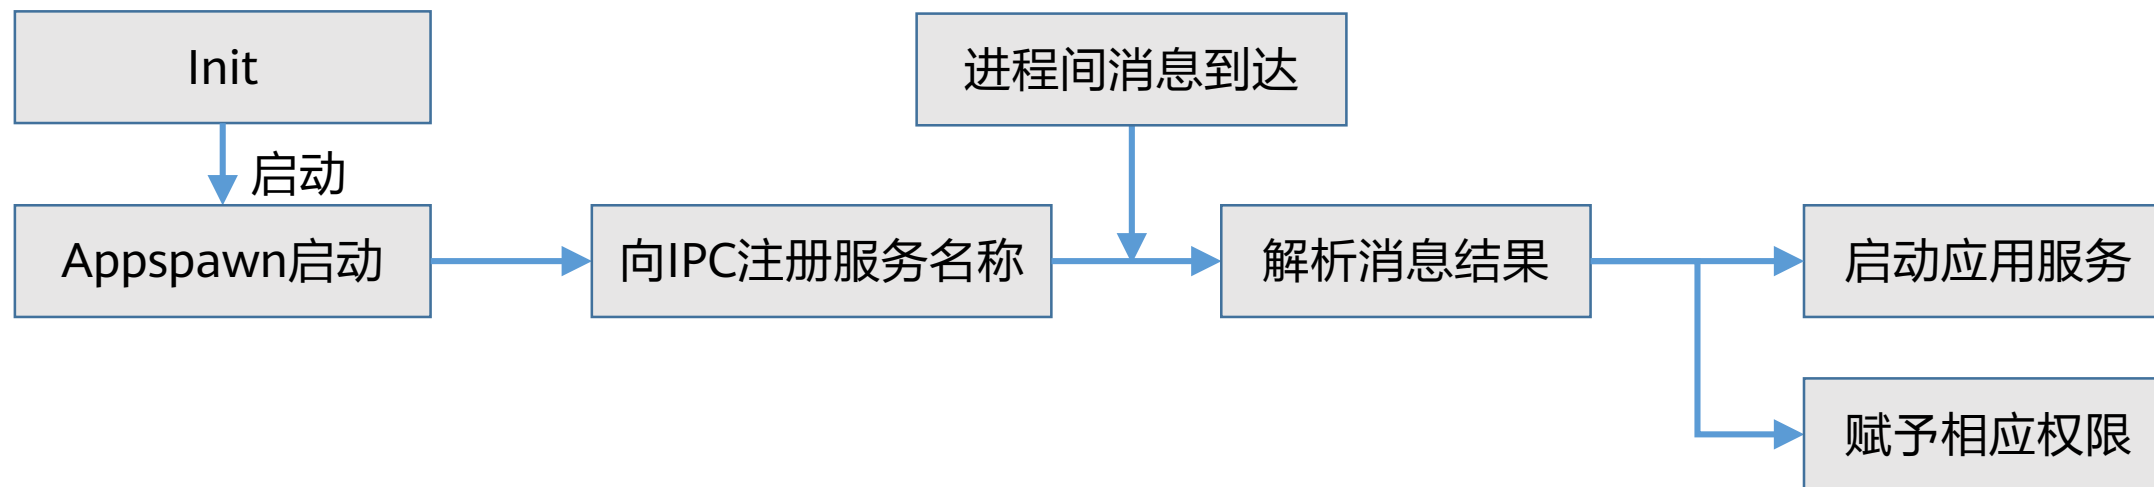 Init
进程间消息到达
启动
Appspawn启动
向IPC注册服务名称
解析消息结果
启动应用服务
赋予相应权限